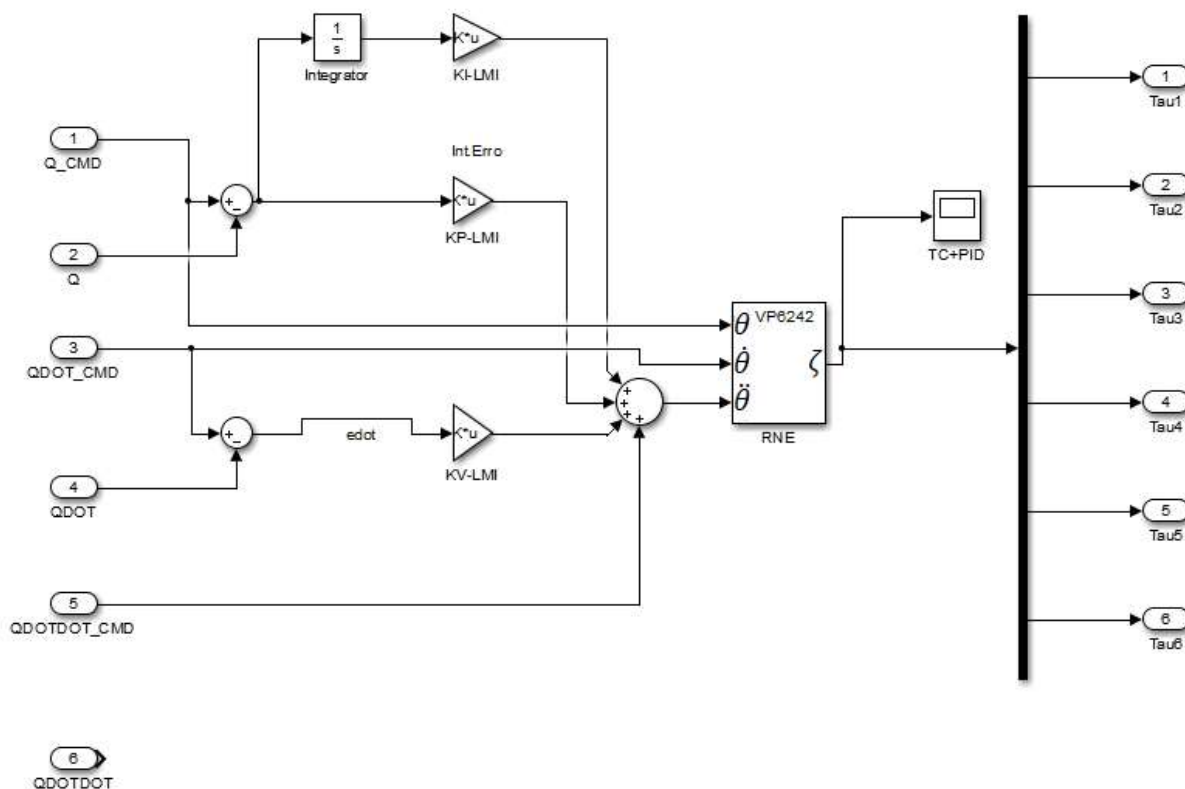 1
s
Integrator
K*u
KI-LMI
1
Tau1
1
Q_CMD
Int.Erro
+
−
K*u
KP-LMI
2
Tau2
2
Q
TC+PID
3
Tau3
VP6242
θ
θ̇
θ̈
ζ
RNE
3
QDOT_CMD
+
+
+
+
4
Tau4
+
−
edot
K*u
KV-LMI
4
QDOT
5
Tau5
5
QDOTDOT_CMD
6
Tau6
6
QDOTDOT